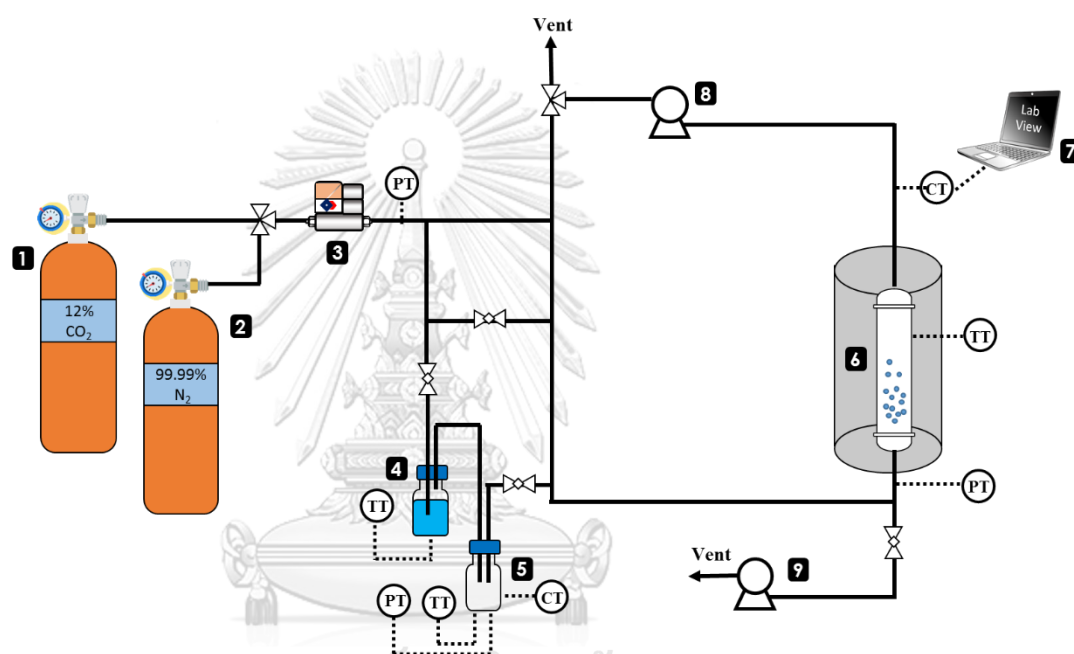 Vent
8
Lab
View
7
CT
PT
1
3
12%
CO₂
2
99.99%
N₂
6
TT
4
TT
PT
Vent
9
5
PT
TT
CT